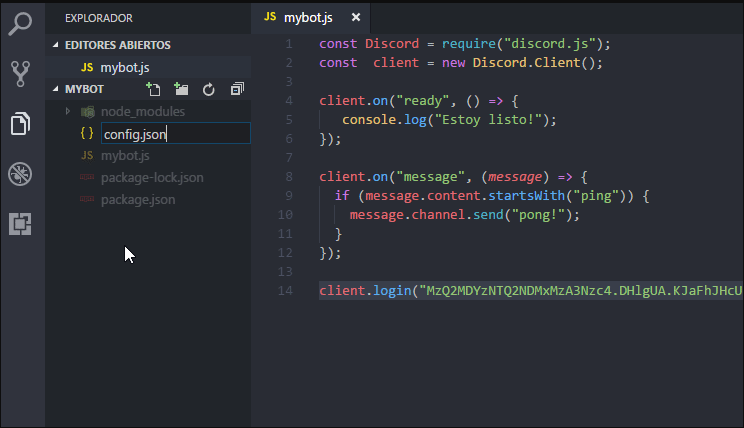 EXPLORADOR
EDITORES ABIERTOS
JS mybot.js
MYBOT
node_modules
{ } config.json
JS mybot.js
package-lock.json
package.json
JS mybot.js ×
1 const Discord = require("discord.js");
2 const  client = new Discord.Client();
3
4 client.on("ready", () => {
5    console.log("Estoy listo!");
6 });
7
8 client.on("message", (message) => {
9   if (message.content.startsWith("ping")) {
10     message.channel.send("pong!");
11   }
12 });
13
14 client.login("MzQ2MDYzNTQ2NDMxMzA3Nzc4.DHlgUA.KJaFhJHcU